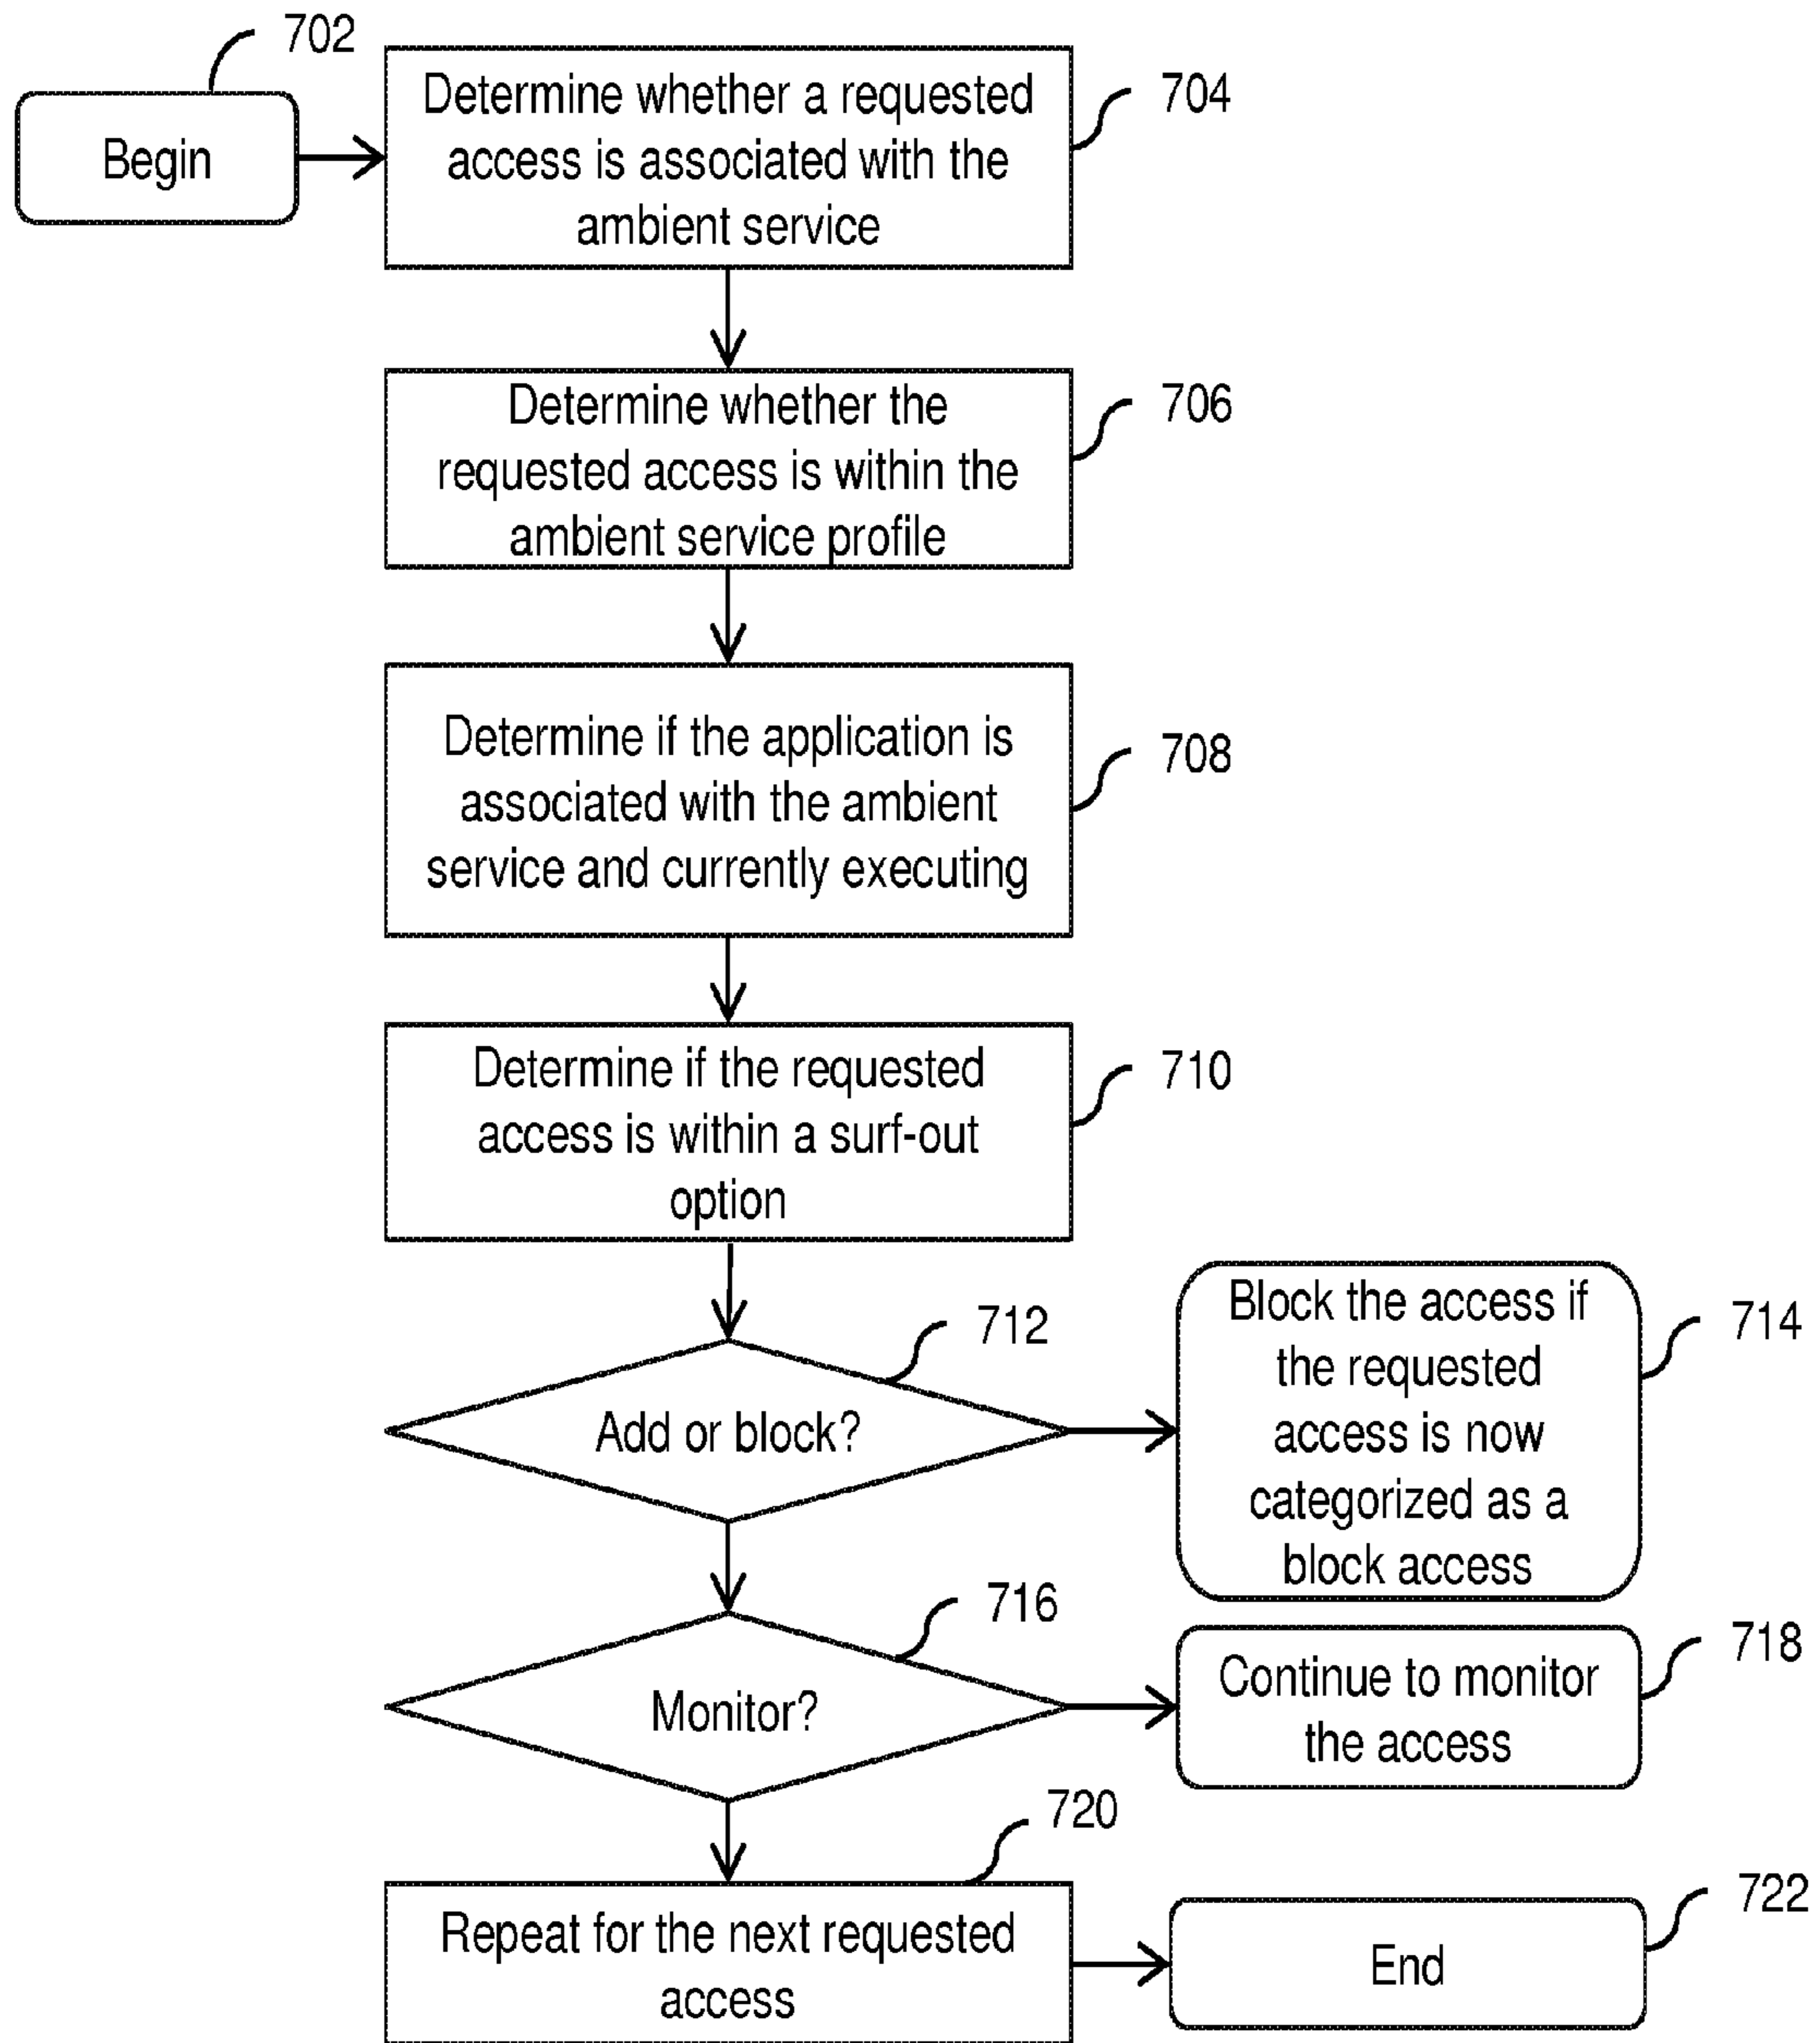 702
Begin
Determine whether a requested
access is associated with the
ambient service
704
Determine whether the
requested access is within the
ambient service profile
706
Determine if the application is
associated with the ambient
service and currently executing
708
Determine if the requested
access is within a surf-out
option
710
Add or block?
712
Block the access if
the requested
access is now
categorized as a
block access
714
Monitor?
716
Continue to monitor
the access
718
Repeat for the next requested
access
720
End
722